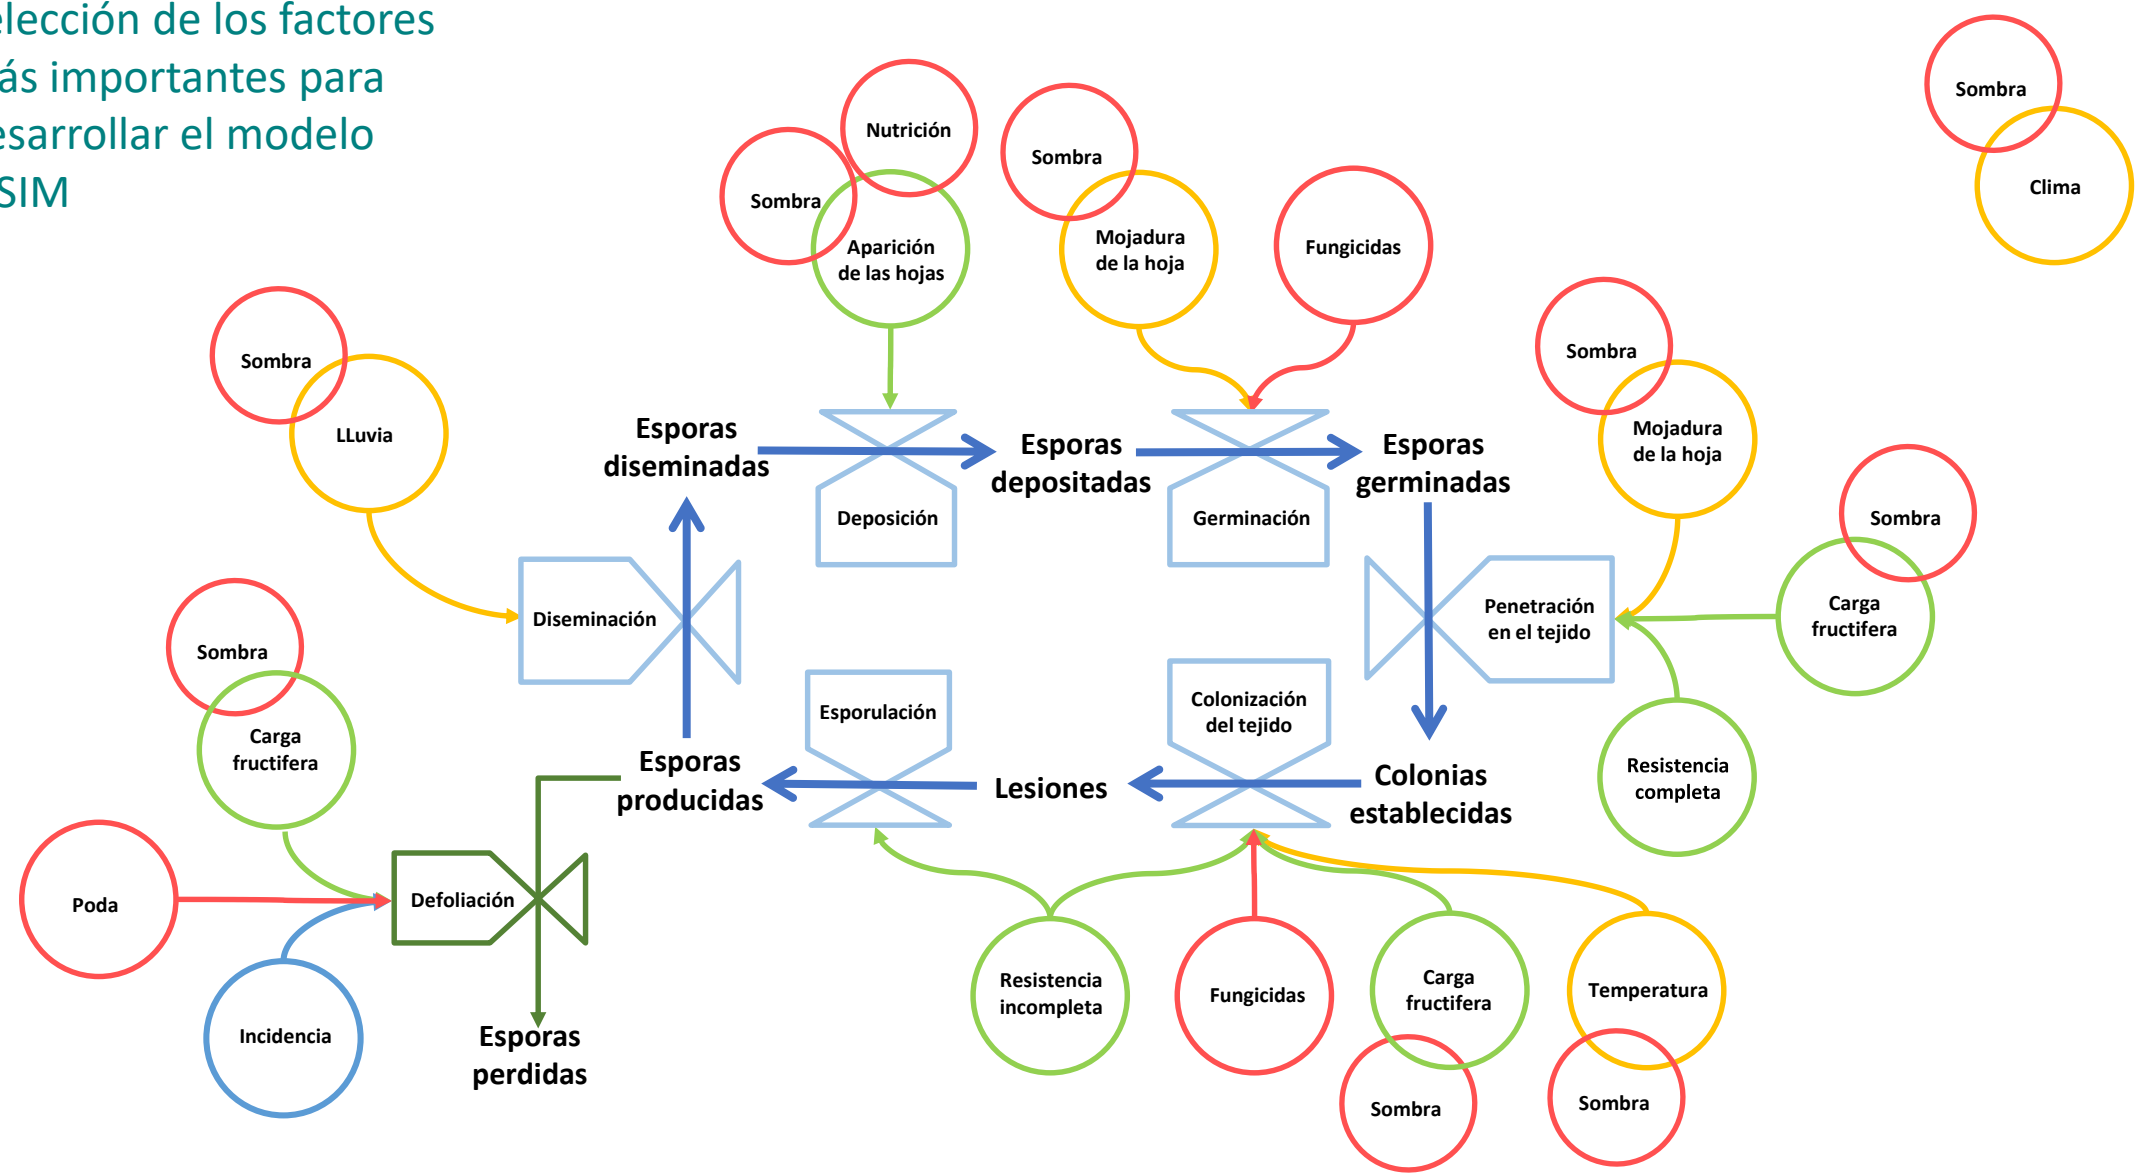 elección de los factores
ás importantes para
esarrollar el modelo
SIM
Sombra
Clima
Nutrición
Sombra
Aparición
de las hojas
Sombra
Mojadura
de la hoja
Fungicidas
Sombra
LLuvia
Sombra
Mojadura
de la hoja
Sombra
Carga
fructifera
Resistencia
completa
Esporas
diseminadas
Deposición
Esporas
depositadas
Germinación
Esporas
germinadas
Diseminación
Penetración
en el tejido
Sombra
Carga
fructifera
Poda
Incidencia
Defoliación
Esporas
perdidas
Esporas
producidas
Esporulación
Lesiones
Colonización
del tejido
Colonias
establecidas
Resistencia
incompleta
Fungicidas
Carga
fructifera
Sombra
Temperatura
Sombra